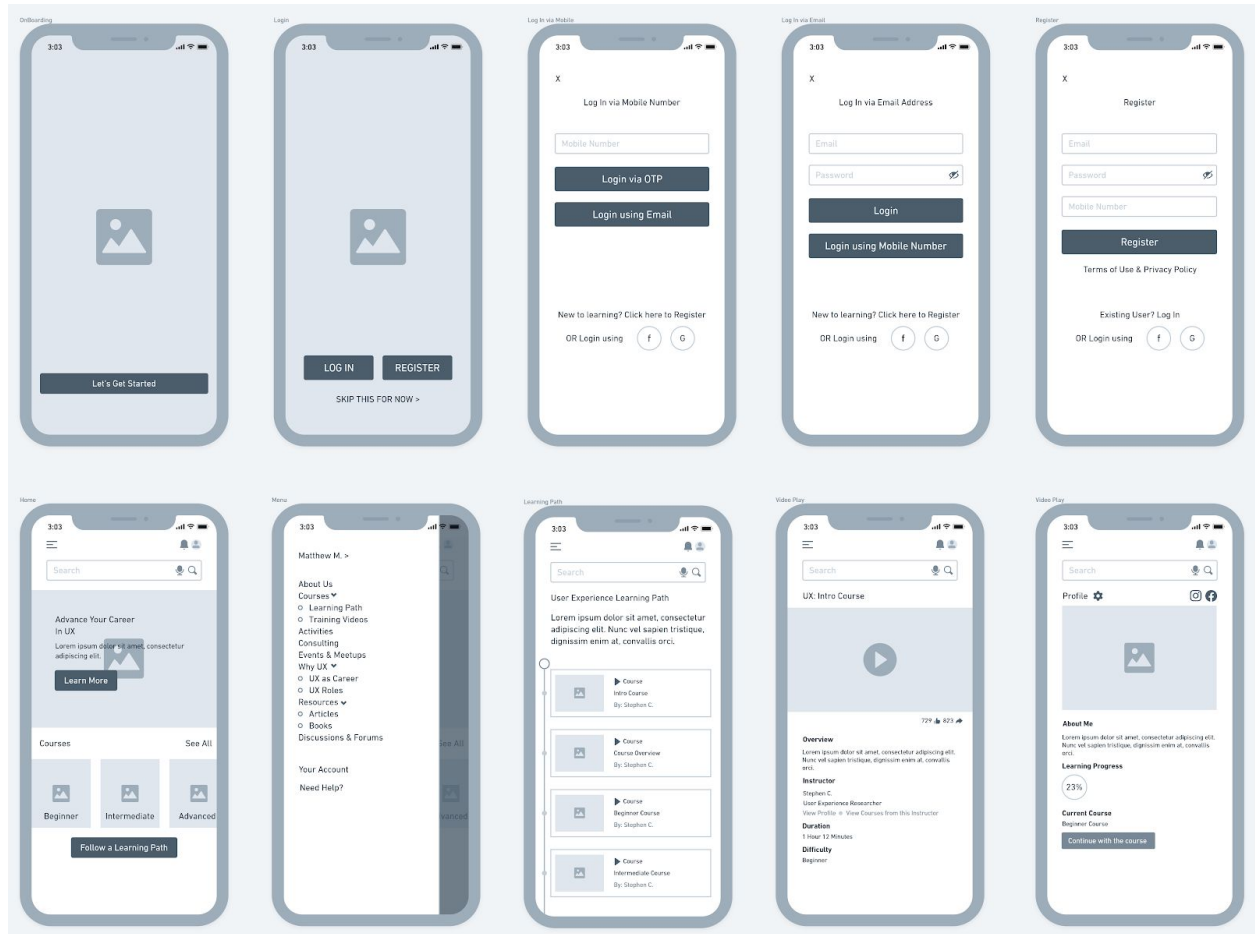 OnBoarding
3:03
Let's Get Started
Login
3:03
LOG IN
REGISTER
SKIP THIS FOR NOW >
Log In via Mobile
3:03
X
Log In via Mobile Number
Mobile Number
Login via OTP
Login using Email
New to learning? Click here to Register
OR Login using
f
G
Log In via Email
3:03
X
Log In via Email Address
Email
Password
Login
Login using Mobile Number
New to learning? Click here to Register
OR Login using
f
G
Register
3:03
X
Register
Email
Password
Mobile Number
Register
Terms of Use & Privacy Policy
Existing User? Log In
OR Login using
f
G
Home
3:03
Search
Advance Your Career
In UX
Lorem ipsum dolor sit amet, consectetur
adipiscing elit.
Learn More
Courses
See All
Beginner
Intermediate
Advanced
Follow a Learning Path
Menu
3:03
Matthew M. >
About Us
Courses
Learning Path
Training Videos
Activities
Consulting
Events & Meetups
Why UX
UX as Career
UX Roles
Resources
Articles
Books
Discussions & Forums
Your Account
Need Help?
See All
vanced
Learning Path
3:03
Search
User Experience Learning Path
Lorem ipsum dolor sit amet, consectetur
adipiscing elit. Nunc vel sapien tristique,
dignissim enim at, convallis orci.
Course
Intro Course
By: Stephen C.
Course
Course Overview
By: Stephen C.
Course
Beginner Course
By: Stephen C.
Course
Intermediate Course
By: Stephen C.
Video Play
3:03
Search
UX: Intro Course
729 823
Overview
Lorem ipsum dolor sit amet, consectetur adipiscing elit.
Nunc vel sapien tristique, dignissim enim at, convallis
orci.
Instructor
Stephen C.
User Experience Researcher
View Profile o View Courses from this Instructor
Duration
1 Hour 12 Minutes
Difficulty
Beginner
Video Play
3:03
Search
Profile
About Me
Lorem ipsum dolor sit amet, consectetur adipiscing elit.
Nunc vel sapien tristique, dignissim enim at, convallis
orci.
Learning Progress
23%
Current Course
Beginner Course
Continue with the course